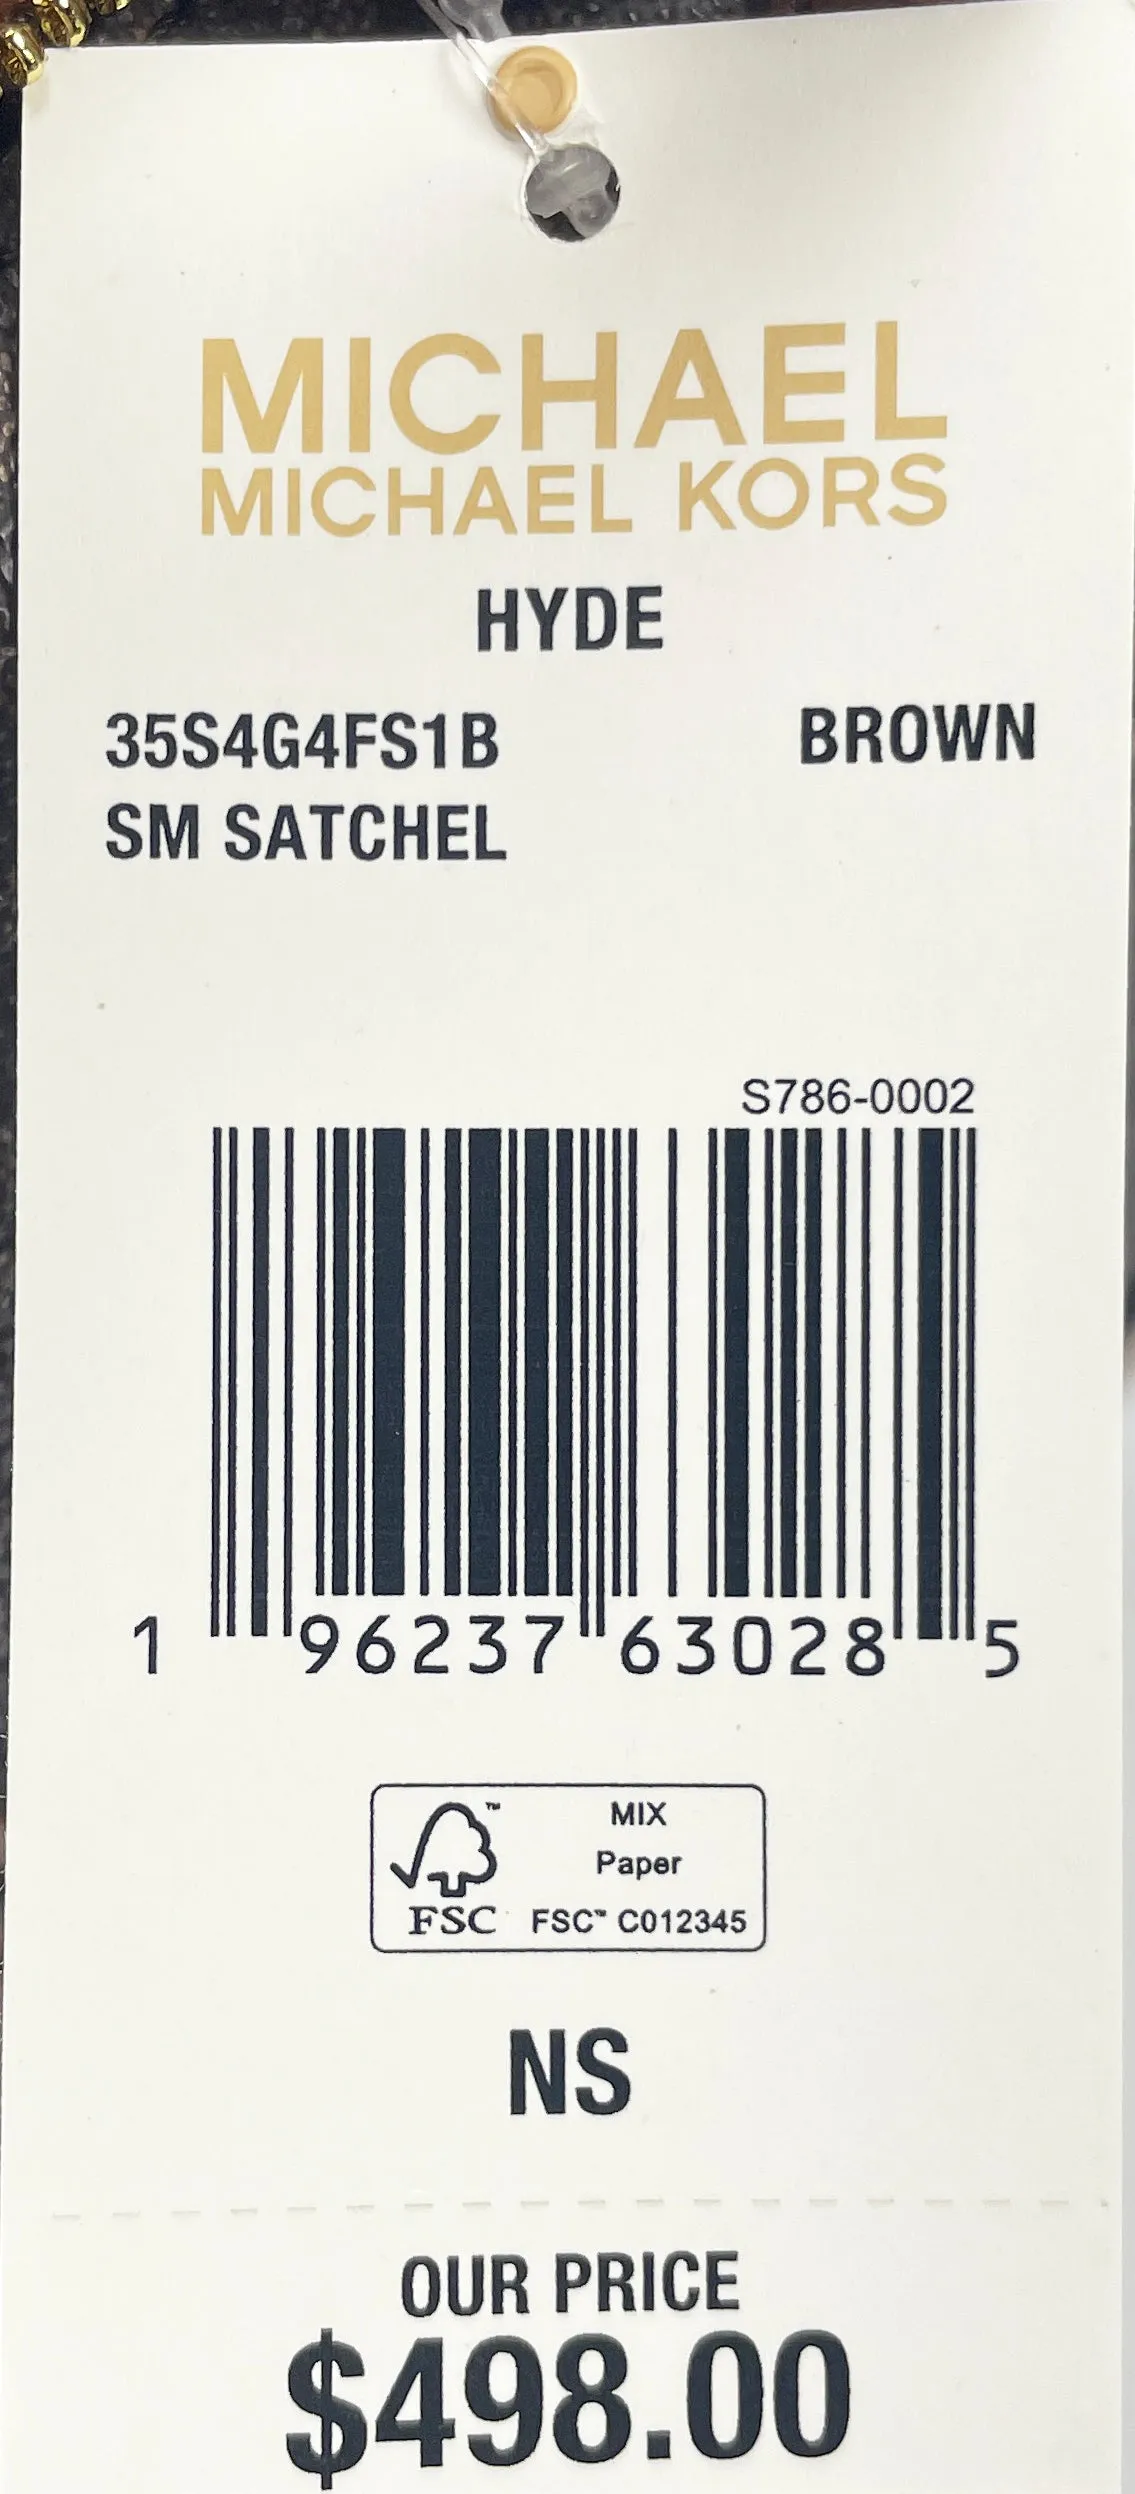 MICHAEL
MICHAEL KORS
HYDE
35S4G4FS1B BROWN
SM SATCHEL
S786-0002
1 96237 63028 5
MIX
Paper
FSC™ FSC™ C012345
NS
OUR PRICE
$498.00